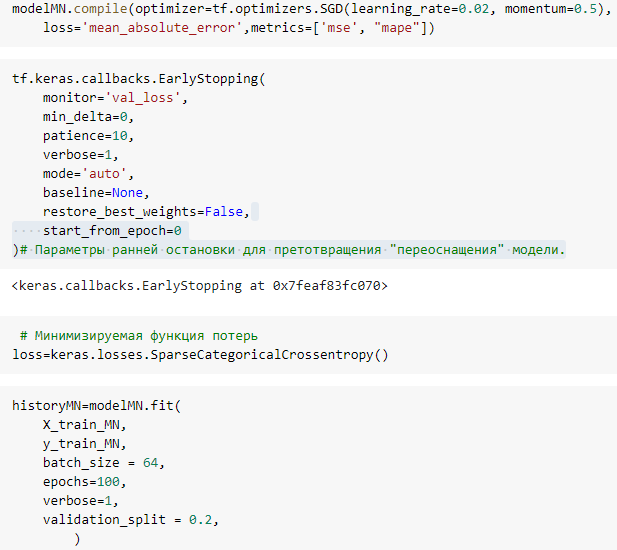 modelMN.compile(optimizer=tf.optimizers.SGD(learning_rate=0.02, momentum=0.5),
    loss='mean_absolute_error',metrics=['mse', "mape"])
tf.keras.callbacks.EarlyStopping(
    monitor='val_loss',
    min_delta=0,
    patience=10,
    verbose=1,
    mode='auto',
    baseline=None,
    restore_best_weights=False,
    start_from_epoch=0
)# Параметры ранней остановки для претотвращения "переоснащения" модели.
<keras.callbacks.EarlyStopping at 0x7feaf83fc070>
 # Минимизируемая функция потерь
loss=keras.losses.SparseCategoricalCrossentropy()
historyMN=modelMN.fit(
    X_train_MN,
    y_train_MN,
    batch_size = 64,
    epochs=100,
    verbose=1,
    validation_split = 0.2,
        )